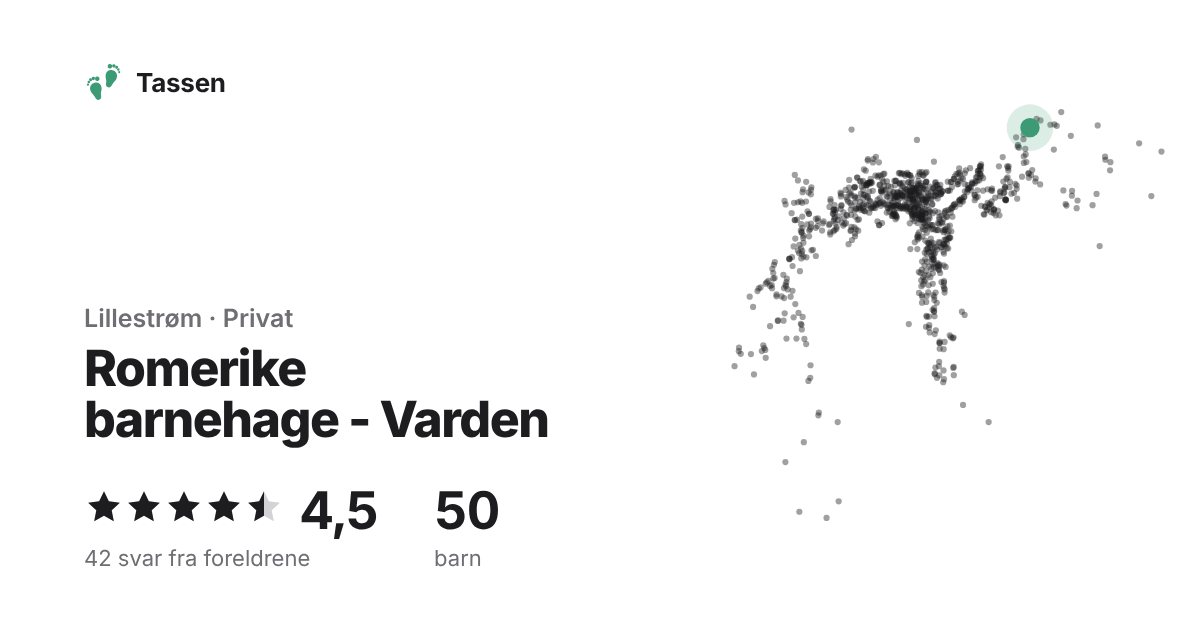 Tassen
Lillestrøm · Privat
Romerike
barnehage - Varden
4,5
50
42 svar fra foreldrene
barn